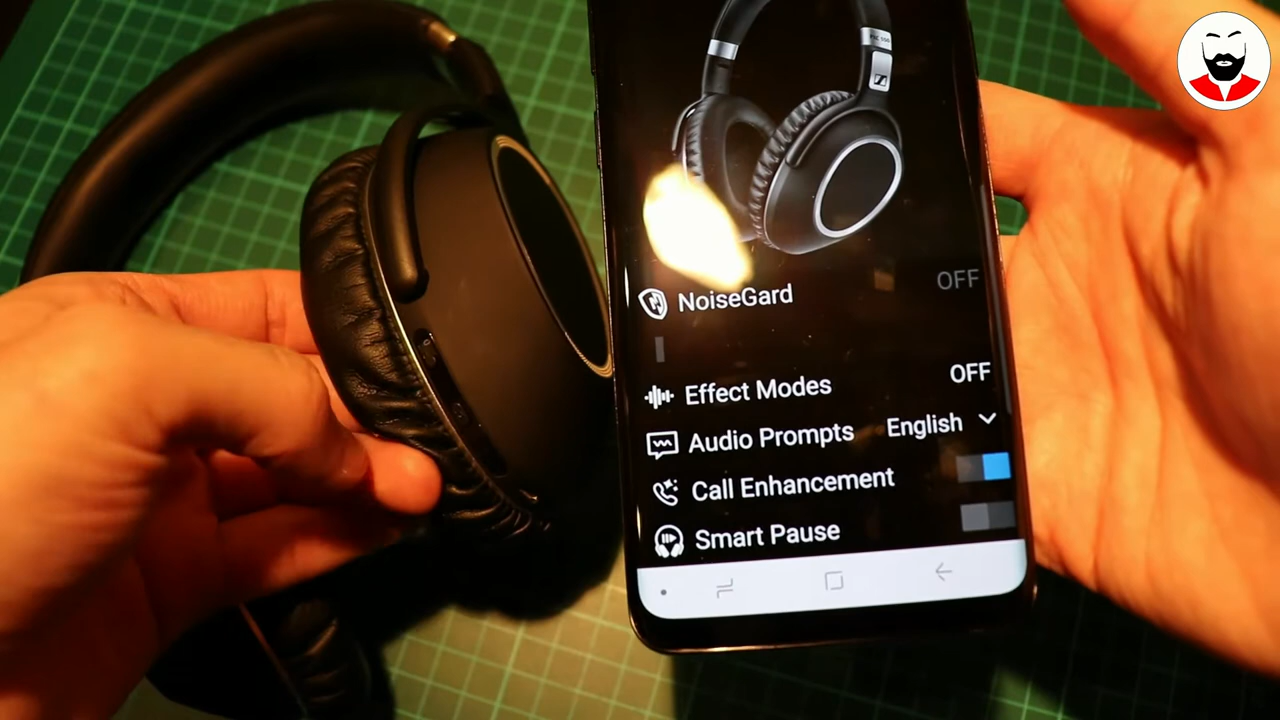 NoiseGard OFF
Effect Modes OFF
Audio Prompts English
Call Enhancement
Smart Pause